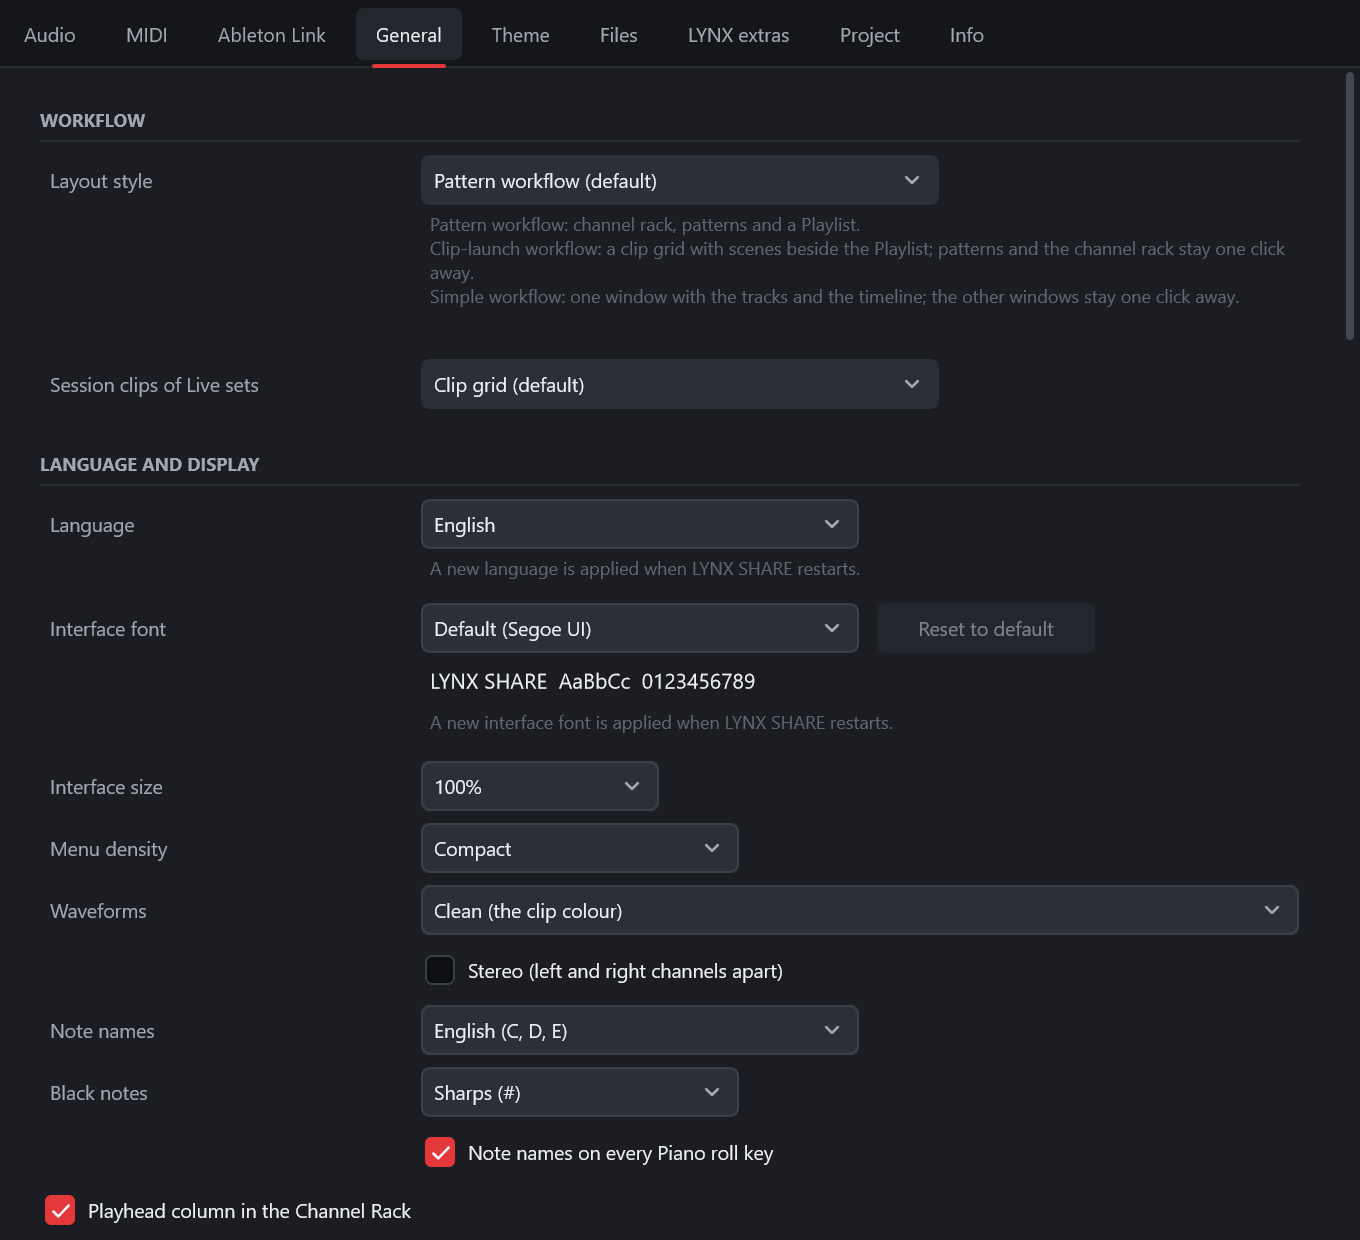 Audio MIDI Ableton Link General Theme Files LYNX extras Project Info
WORKFLOW
Layout style
Pattern workflow (default)
Pattern workflow: channel rack, patterns and a Playlist.
Clip-launch workflow: a clip grid with scenes beside the Playlist; patterns and the channel rack stay one click
away.
Simple workflow: one window with the tracks and the timeline; the other windows stay one click away.
Session clips of Live sets
Clip grid (default)
LANGUAGE AND DISPLAY
Language
English
A new language is applied when LYNX SHARE restarts.
Interface font
Default (Segoe UI)
Reset to default
LYNX SHARE AaBbCc 0123456789
A new interface font is applied when LYNX SHARE restarts.
Interface size
100%
Menu density
Compact
Waveforms
Clean (the clip colour)
Stereo (left and right channels apart)
Note names
English (C, D, E)
Black notes
Sharps (#)
Note names on every Piano roll key
Playhead column in the Channel Rack